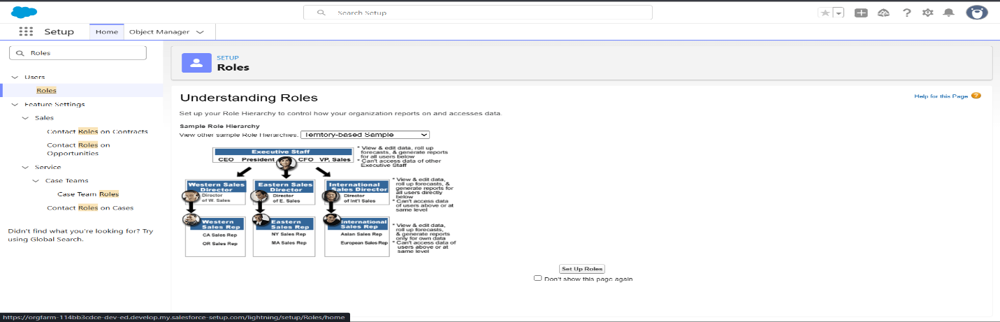 Search Setup
Setup
Home
Object Manager
Roles
Users
Roles
Feature Settings
Sales
Contact Roles on Contracts
Contact Roles on
Opportunities
Service
Case Teams
Case Team Roles
Contact Roles on Cases
Didn't find what you're looking for? Try
using Global Search.
SETUP
Roles
Understanding Roles
Help for this Page ?
Set up your Role Hierarchy to control how your organization reports on and accesses data.
Sample Role Hierarchy
View other sample Role Hierarchies: Territory-based Sample
Executive Staff
CEO President CFO VP, Sales
* View & edit data, roll up
forecasts, & generate reports
for all users below
* Can't access data of other
Executive Staff
Western Sales
Director
Director
of W. Sales
Eastern Sales
Director
Director
of E. Sales
International
Sales Director
Director
of Int'l Sales
* View & edit data,
roll up forecasts, &
generate reports for
all users directly
below
* Can't access data
of users above or at
same level
Western
Sales Rep
CA Sales Rep
OR Sales Rep
Eastern
Sales Rep
NY Sales Rep
MA Sales Rep
International
Sales Rep
Asian Sales Rep
European Sales Rep
* View & edit data,
roll up forecasts,
& generate reports
only for own data
* Can't access data of
users above or at
same level
Set Up Roles
Don't show this page again
https://orgfarm-114bb3cdce-dev-ed.develop.my.salesforce-setup.com/lightning/setup/Roles/home